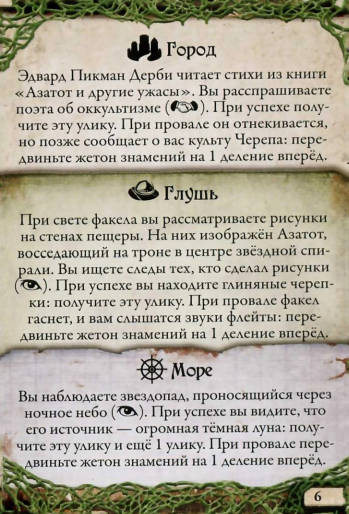 Город
Эдвард Пикман Дерби читает стихи из книги
«Азатот и другие ужасы». Вы расспрашиваете
поэта об оккультизме (). При успехе полу-
чите эту улику. При провале он отнекивается,
но позже сообщает о вас культу Черепа: пере-
двиньте жетон знамений на 1 деление вперёд.
Глушь
При свете факела вы рассматриваете рисунки
на стенах пещеры. На них изображён Азатот,
восседающий на троне в центре звёздной спи-
рали. Вы ищете следы тех, кто сделал рисунки
(). При успехе вы находите глиняные череп-
ки: получите эту улику. При провале факел
гаснет, и вам слышатся звуки флейты: пере-
двиньте жетон знамений на 1 деление вперёд.
Море
Вы наблюдаете звездопад, проносящийся через
ночное небо (). При успехе вы видите, что
его источник — огромная тёмная луна: полу-
чите эту улику и ещё 1 улику. При провале пере-
двиньте жетон знамений на 1 деление вперёд.
6